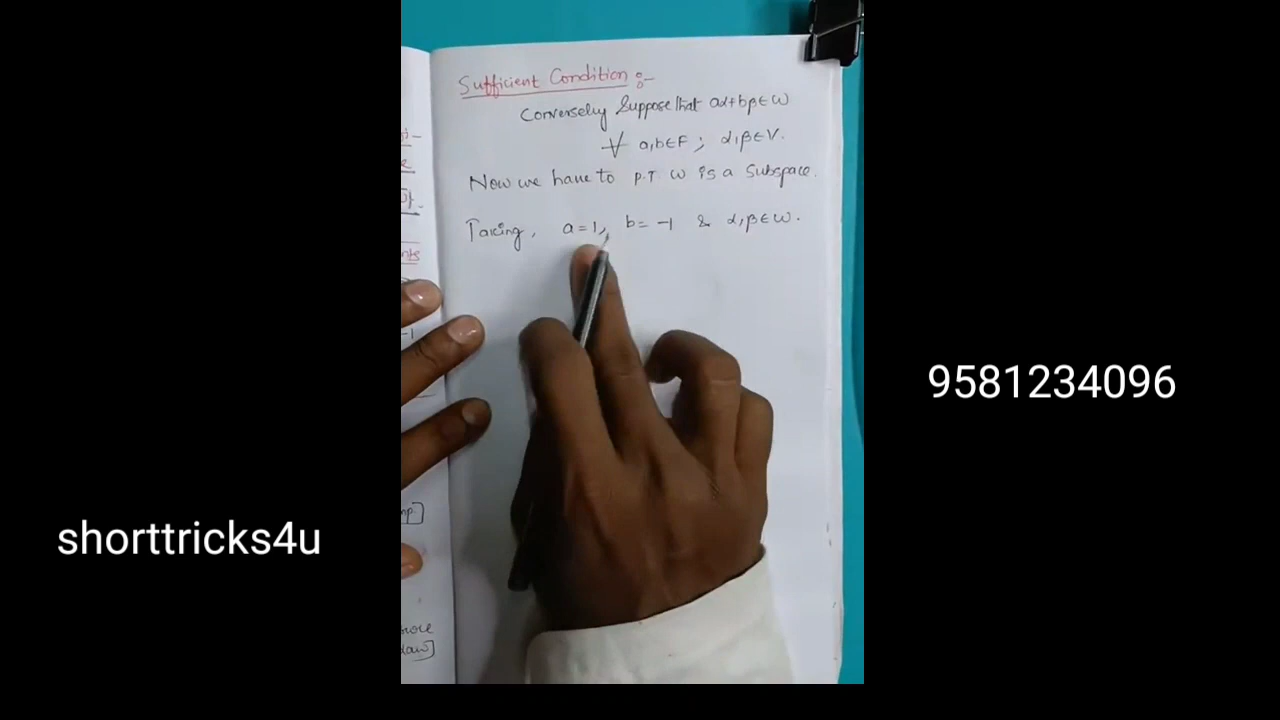 Sufficient Condition :-
Conversely Suppose that aα+bβ∈W
∀ a,b∈F ; α,β∈V.
Now we have to P.T. W is a Subspace.
Taking, a=1, b= -1 & α,β∈W.
9581234096
shorttricks4u